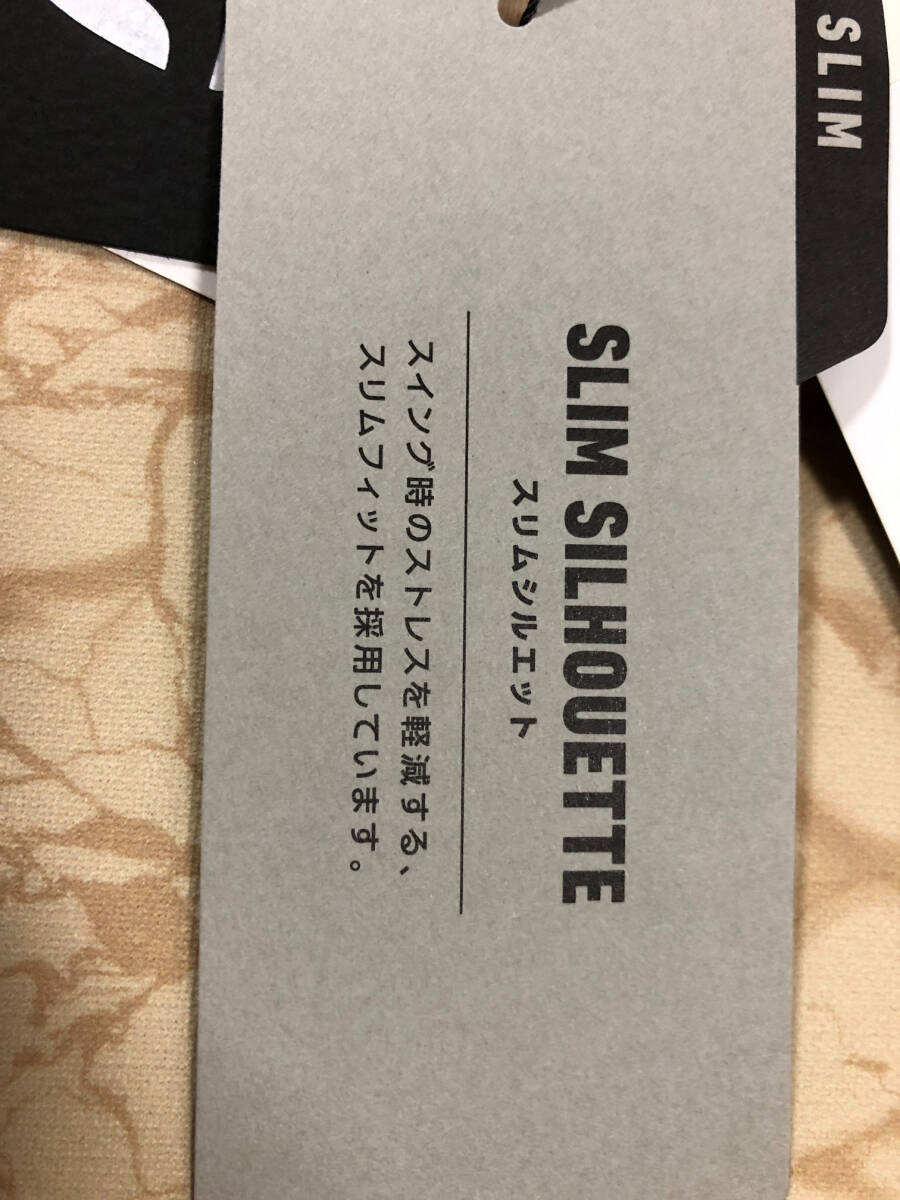 SLIM
SLIM SILHOUETTE
スリムシルエット
スイング時のストレスを軽減する、
スリムフィットを採用しています。